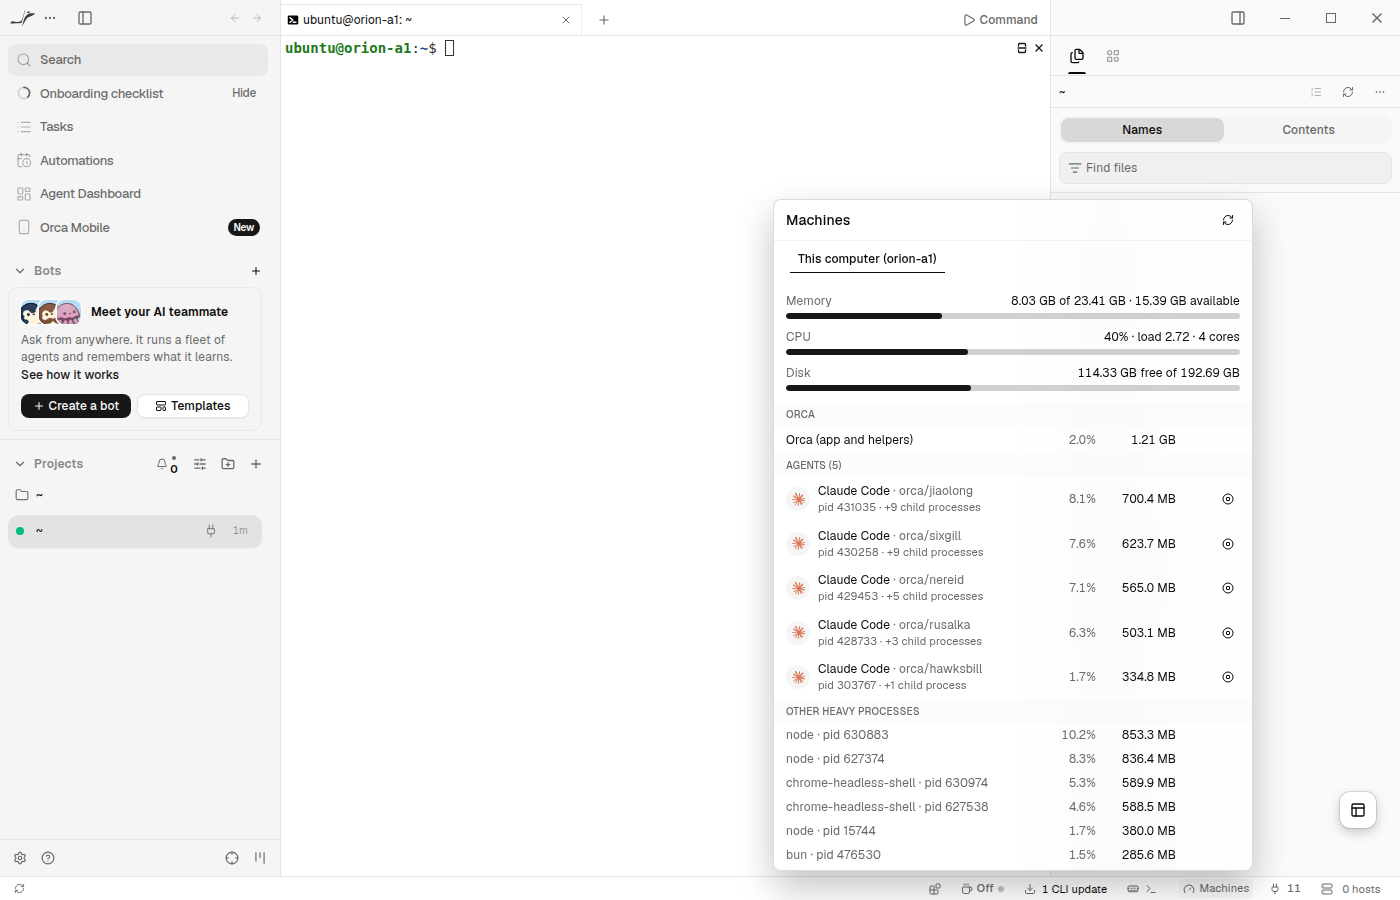 ubuntu@orion-a1: ~
Command
Search
Onboarding checklist
Hide
Tasks
Automations
Agent Dashboard
Orca Mobile
New
Bots
Meet your AI teammate
Ask from anywhere. It runs a fleet of
agents and remembers what it learns.
See how it works
Create a bot
Templates
Projects
0
~
~
1m
ubuntu@orion-a1:~$
~
Names
Contents
Find files
Machines
This computer (orion-a1)
Memory
8.03 GB of 23.41 GB · 15.39 GB available
CPU
40% · load 2.72 · 4 cores
Disk
114.33 GB free of 192.69 GB
ORCA
Orca (app and helpers) 2.0% 1.21 GB
AGENTS (5)
Claude Code · orca/jiaolong
pid 431035 · +9 child processes
8.1% 700.4 MB
Claude Code · orca/sixgill
pid 430258 · +9 child processes
7.6% 623.7 MB
Claude Code · orca/nereid
pid 429453 · +5 child processes
7.1% 565.0 MB
Claude Code · orca/rusalka
pid 428733 · +3 child processes
6.3% 503.1 MB
Claude Code · orca/hawksbill
pid 303767 · +1 child process
1.7% 334.8 MB
OTHER HEAVY PROCESSES
node · pid 630883 10.2% 853.3 MB
node · pid 627374 8.3% 836.4 MB
chrome-headless-shell · pid 630974 5.3% 589.9 MB
chrome-headless-shell · pid 627538 4.6% 588.5 MB
node · pid 15744 1.7% 380.0 MB
bun · pid 476530 1.5% 285.6 MB
Off
1 CLI update
Machines
11
0 hosts